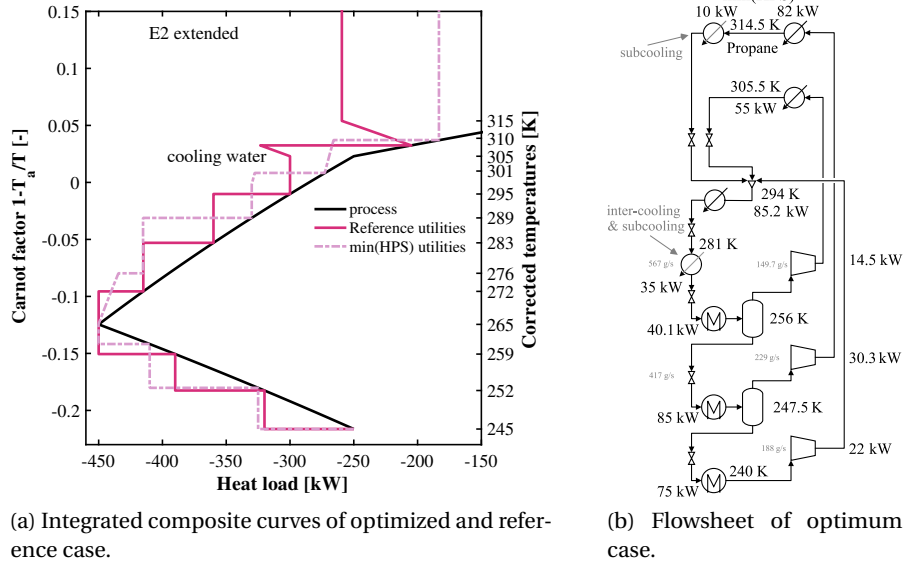 E2 extended
cooling water
process
Reference utilities
min(HPS) utilities
Carnot factor 1-Ta/T [-]
0.15
0.1
0.05
0
-0.05
-0.1
-0.15
-0.2
-450
-400
-350
-300
-250
-200
-150
Heat load [kW]
315
310
305
301
295
289
283
276
272
265
259
252
245
Corrected temperatures [K]
(a) Integrated composite curves of optimized and refer-
ence case.
10 kW
82 kW
314.5 K
subcooling
Propane
305.5 K
55 kW
294 K
85.2 kW
inter-cooling
& subcooling
281 K
567 g/s
149.7 g/s
14.5 kW
35 kW
40.1kW
256 K
229 g/s
30.3 kW
417 g/s
85 kW
247.5 K
188 g/s
22 kW
240 K
75 kW
(b) Flowsheet of optimum
case.